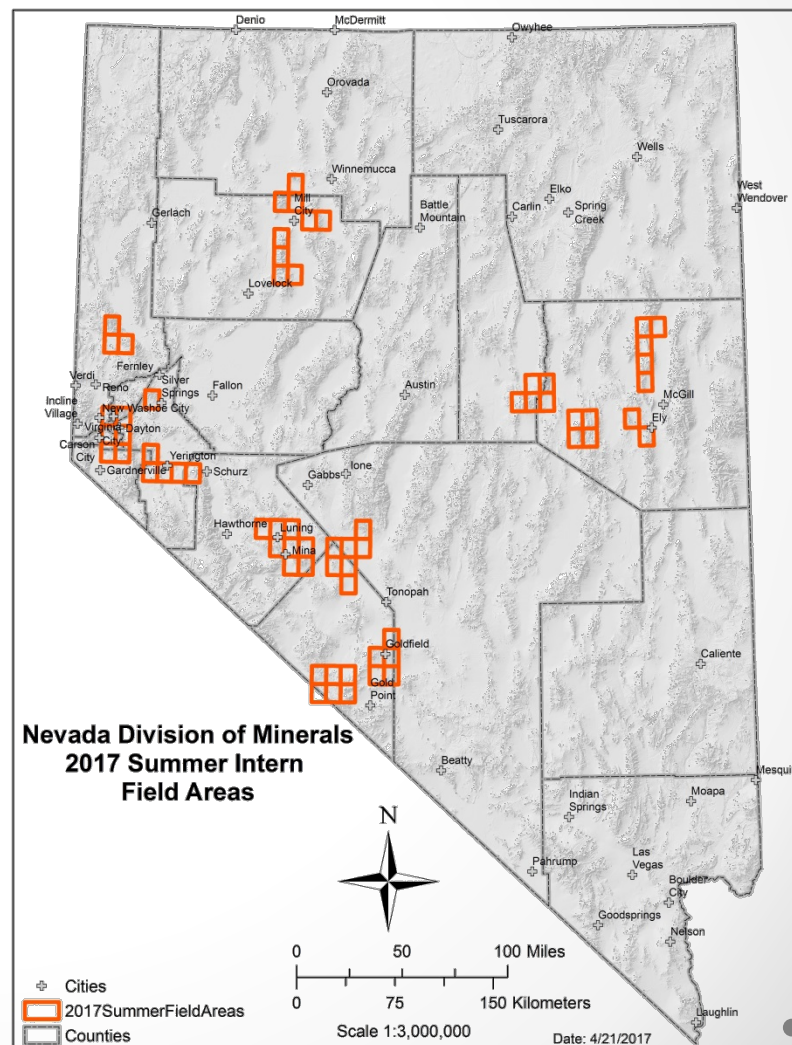 Denio
McDermitt
Owyhee
Orovada
Tuscarora
Wells
Winnemucca
Elko
West
Wendover
Mill
City
Battle
Mountain
Carlin
Spring
Creek
Gerlach
Lovelock
Fernley
Verdi
Reno
Silver
Springs
Fallon
Austin
McGill
Incline
Village
New Washoe City
Virginia
City
Dayton
Ely
Carson
City
Yerington
Gardnerville
Schurz
Gabbs
Ione
Hawthorne
Luning
Mina
Tonopah
Goldfield
Caliente
Gold
Point
Nevada Division of Minerals
2017 Summer Intern
Field Areas
Beatty
Mesqui
Indian
Springs
Moapa
N
Pahrump
Las
Vegas
Boulder
City
Goodsprings
Nelson
0 50 100 Miles
0 75 150 Kilometers
Scale 1:3,000,000
Cities
2017SummerFieldAreas
Counties
Laughlin
Date: 4/21/2017